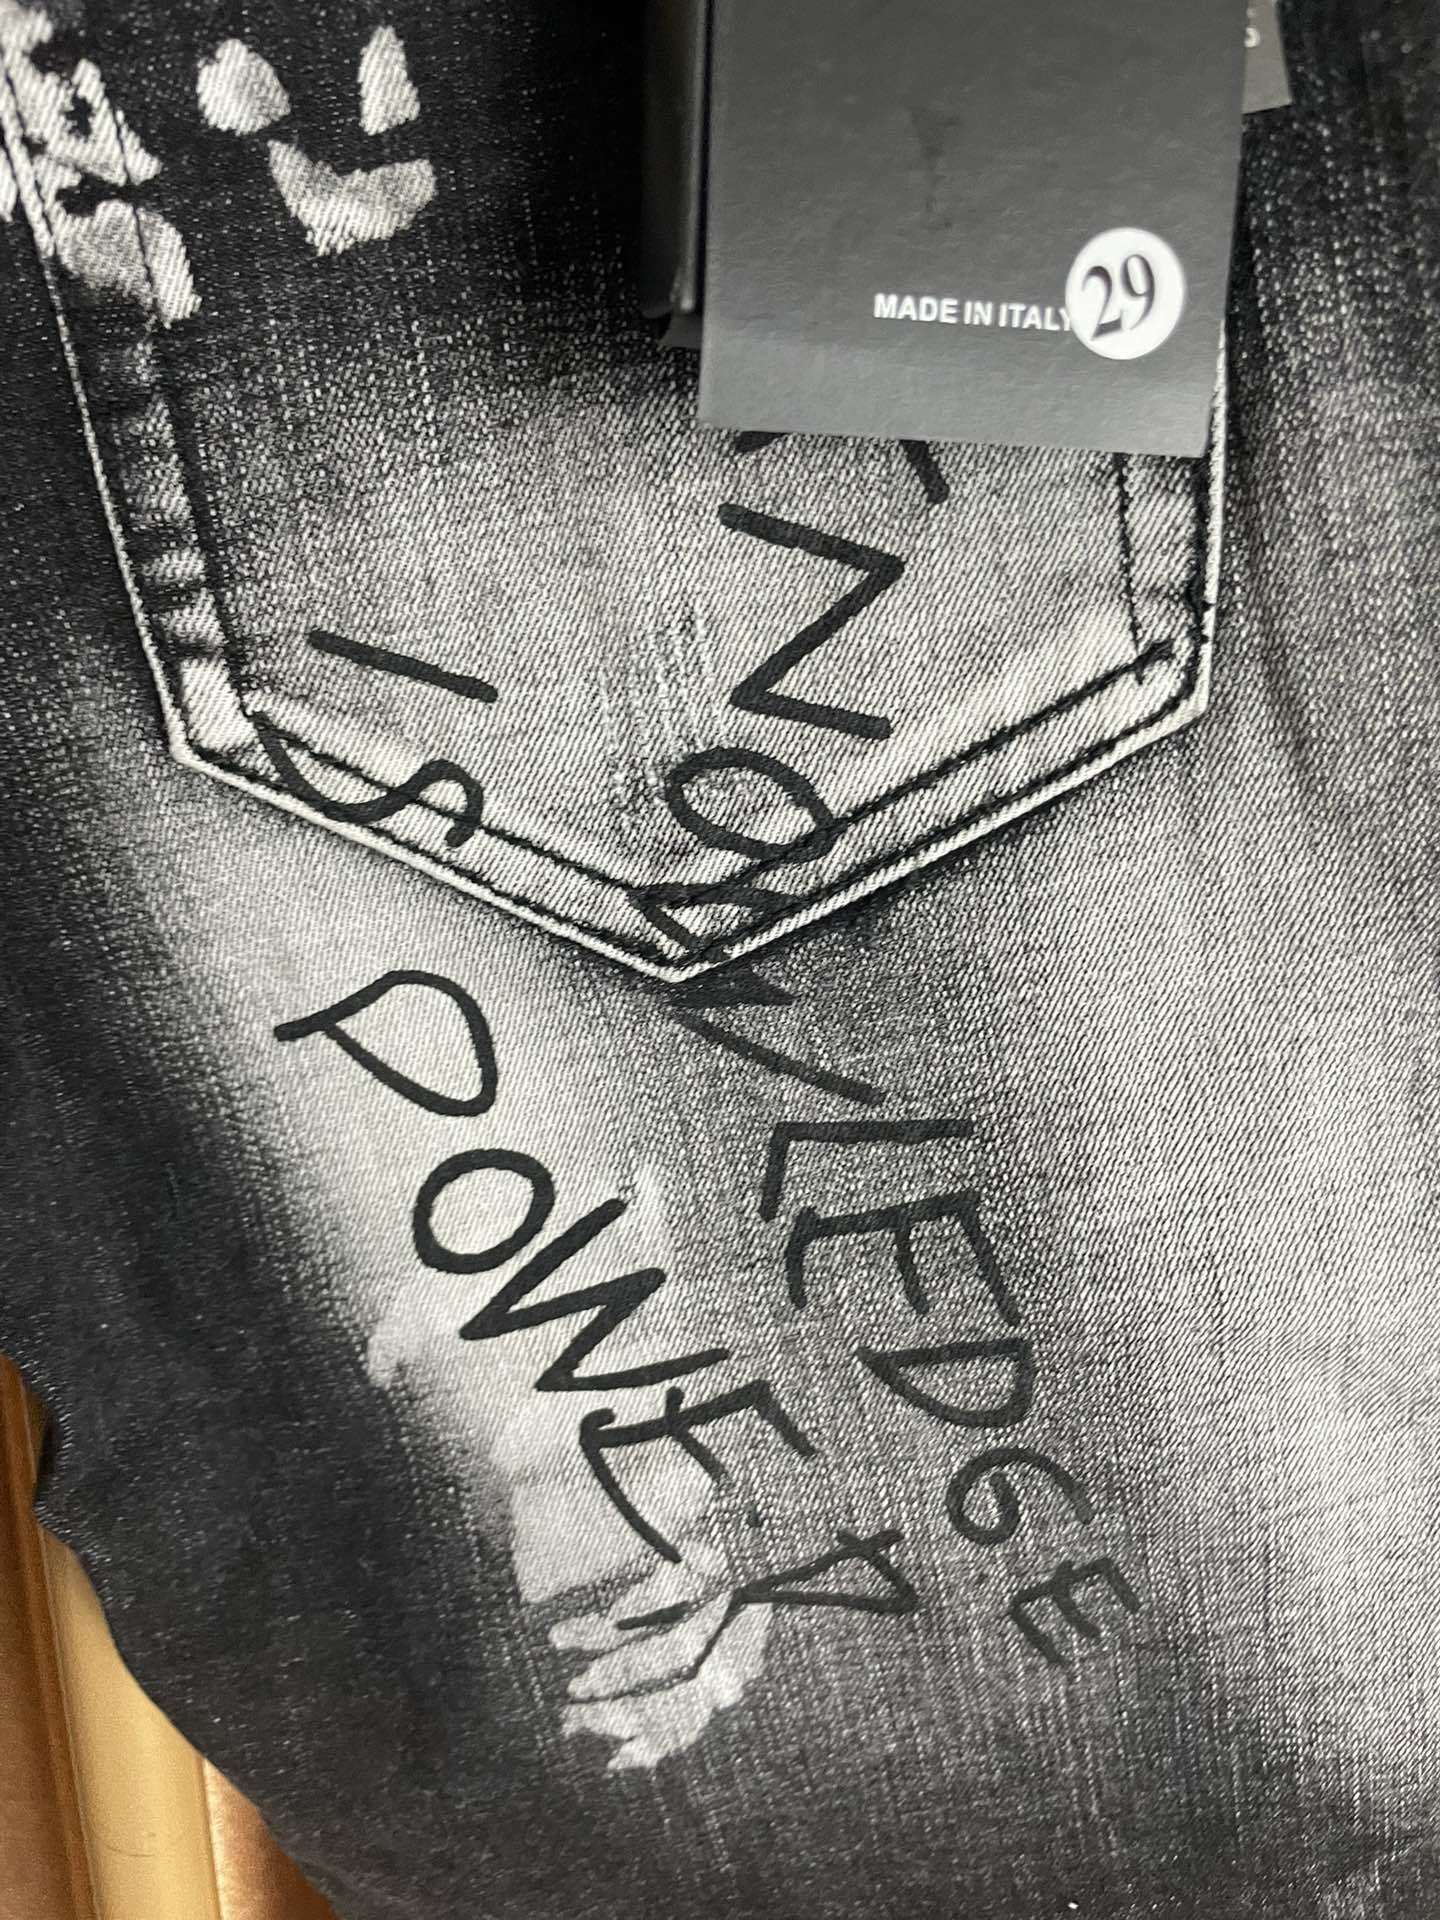 MADE IN ITALY
29
KNOWLEDGE
IS
POWER